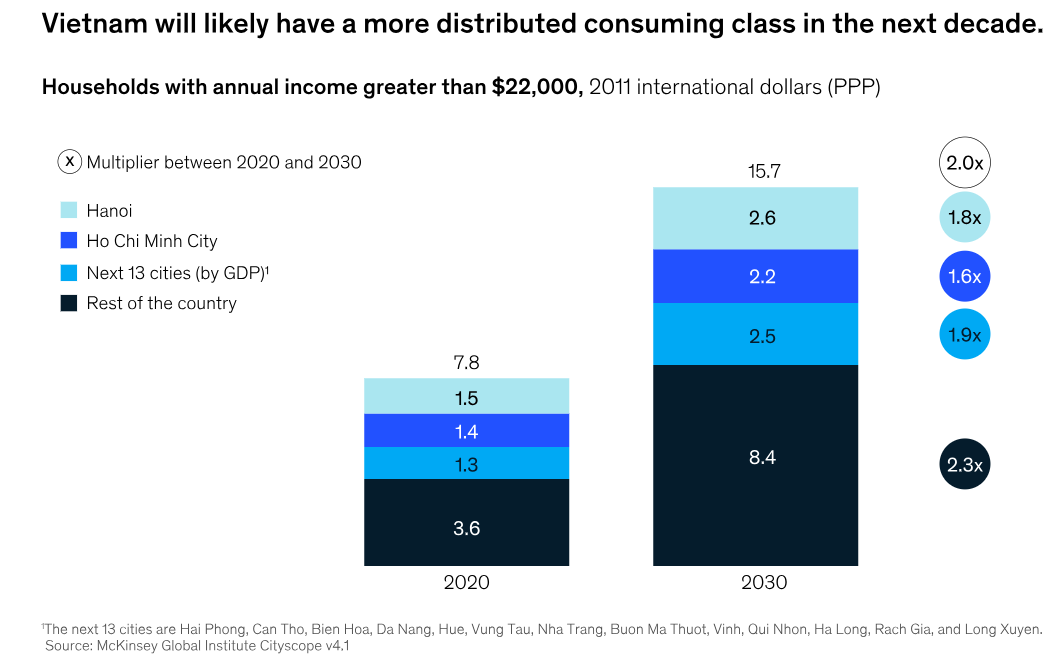 Vietnam will likely have a more distributed consuming class in the next decade.
Households with annual income greater than $22,000, 2011 international dollars (PPP)
x Multiplier between 2020 and 2030
Hanoi
Ho Chi Minh City
Next 13 cities (by GDP)¹
Rest of the country
7.8
1.5
1.4
1.3
3.6
2020
15.7
2.6
2.2
2.5
8.4
2030
2.0x
1.8x
1.6x
1.9x
2.3x
¹The next 13 cities are Hai Phong, Can Tho, Bien Hoa, Da Nang, Hue, Vung Tau, Nha Trang, Buon Ma Thuot, Vinh, Qui Nhon, Ha Long, Rach Gia, and Long Xuyen.
Source: McKinsey Global Institute Cityscope v4.1